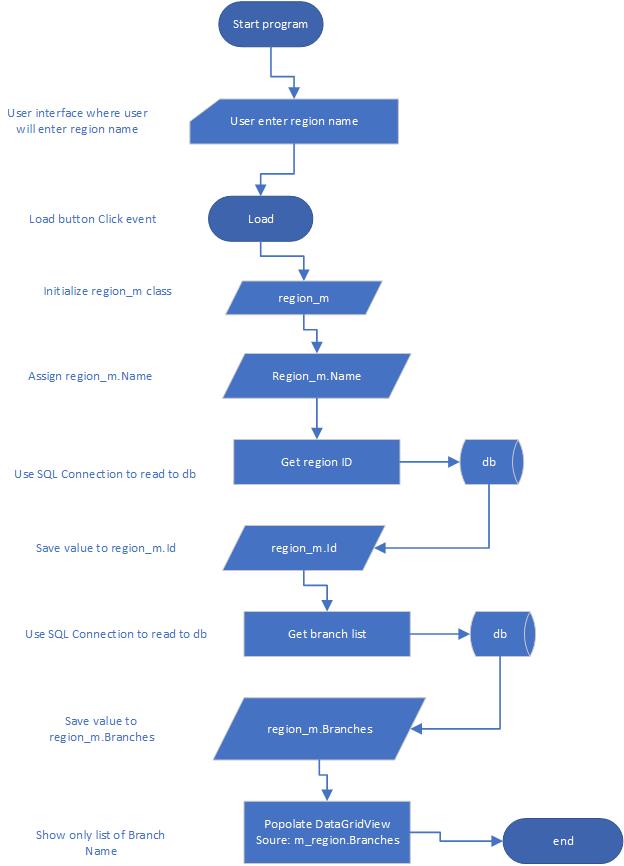 Start program
User interface where user
will enter region name
User enter region name
Load button Click event
Load
Initialize region_m class
region_m
Assign region_m.Name
Region_m.Name
Get region ID
db
Use SQL Connection to read to db
Save value to region_m.Id
region_m.Id
Use SQL Connection to read to db
Get branch list
db
Save value to
region_m.Branches
region_m.Branches
Show only list of Branch
Name
Popolate DataGridView
Soure: m_region.Branches
end